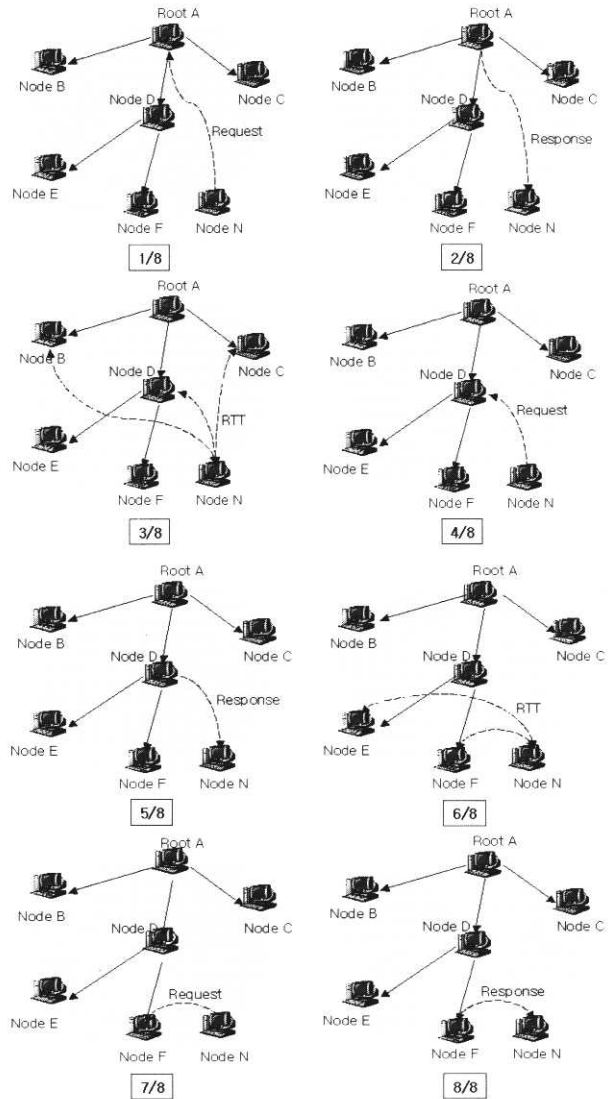 Root A
Node B
Node D
Node C
Request
Node E
Node F
Node N
1/8
Root A
Node B
Node D
Node C
Response
Node E
Node F
Node N
2/8
Root A
Node B
Node D
Node C
RTT
Node E
Node F
Node N
3/8
Root A
Node B
Node D
Node C
Request
Node E
Node F
Node N
4/8
Root A
Node B
Node D
Node C
Response
Node E
Node F
Node N
5/8
Root A
Node B
Node D
Node C
RTT
Node E
Node F
Node N
6/8
Root A
Node B
Node D
Node C
Request
Node E
Node F
Node N
7/8
Root A
Node B
Node D
Node C
Response
Node E
Node F
Node N
8/8